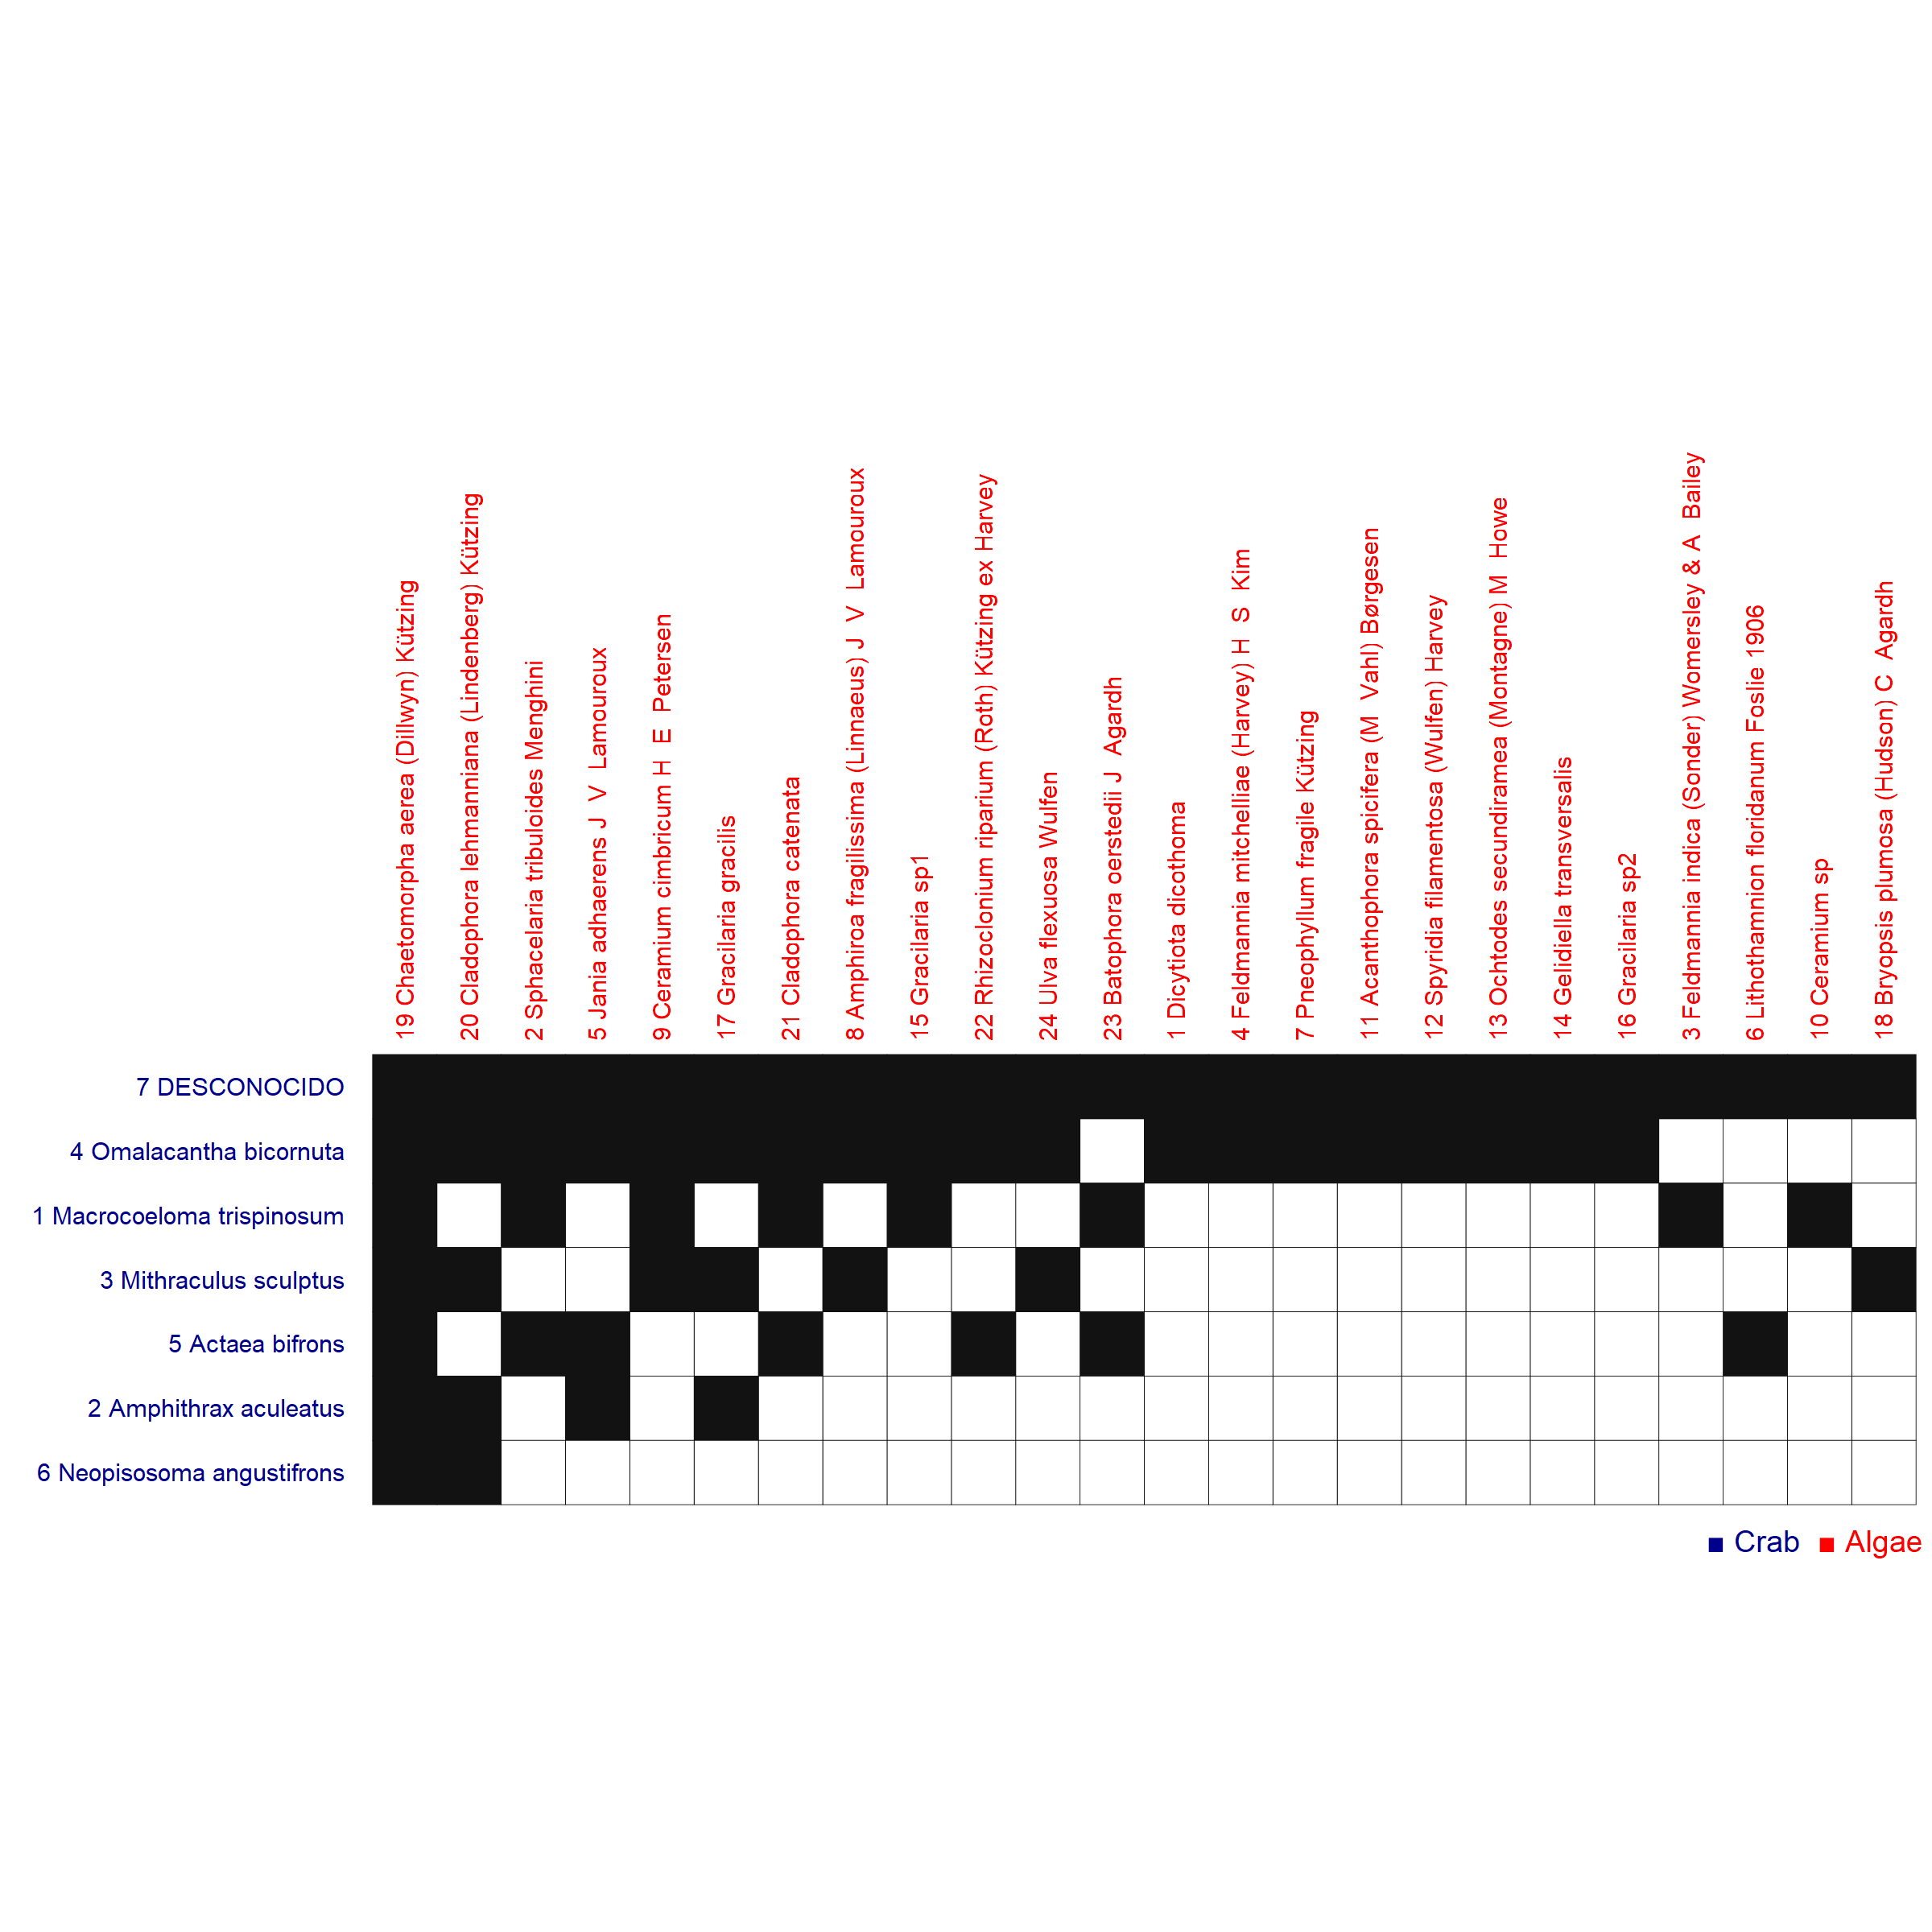 19 Chaetomorpha aerea (Dillwyn) Kützing
20 Cladophora lehmanniana (Lindenberg) Kützing
2 Sphacelaria tribuloides Menghini
5 Jania adhaerens J V Lamouroux
9 Ceramium cimbricum H E Petersen
17 Gracilaria gracilis
21 Cladophora catenata
8 Amphiroa fragilissima (Linnaeus) J V Lamouroux
15 Gracilaria sp1
22 Rhizoclonium riparium (Roth) Kützing ex Harvey
24 Ulva flexuosa Wulfen
23 Batophora oerstedii J Agardh
1 Dicytiota dicothoma
4 Feldmannia mitchelliae (Harvey) H S Kim
7 Pneophyllum fragile Kützing
11 Acanthophora spicifera (M Vahl) Børgesen
12 Spyridia filamentosa (Wulfen) Harvey
13 Ochtodes secundiramea (Montagne) M Howe
14 Gelidiella transversalis
16 Gracilaria sp2
3 Feldmannia indica (Sonder) Womersley & A Bailey
6 Lithothamnion floridanum Foslie 1906
10 Ceramium sp
18 Bryopsis plumosa (Hudson) C Agardh
7 DESCONOCIDO
4 Omalacantha bicornuta
1 Macrocoeloma trispinosum
3 Mithraculus sculptus
5 Actaea bifrons
2 Amphithrax aculeatus
6 Neopisosoma angustifrons
Crab Algae